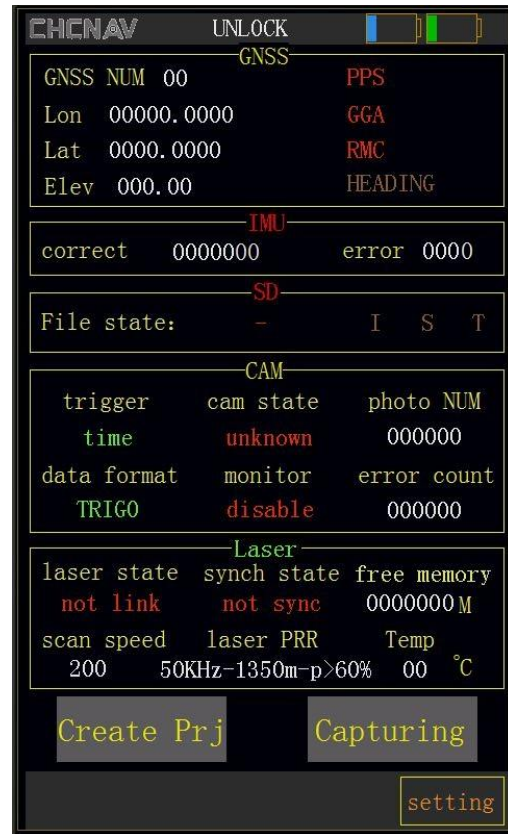 CHCNAV UNLOCK
GNSS
GNSS NUM 00 PPS
Lon 00000.0000 GGA
Lat 0000.0000 RMC
Elev 000.00 HEADING
IMU
correct 0000000 error 0000
SD
File state: - I S T
CAM
trigger cam state photo NUM
time unknown 000000
data format monitor error count
TRIGO disable 000000
Laser
laser state synch state free memory
not link not sync 0000000 M
scan speed laser PRR Temp
200 50KHz-1350m-p>60% 00 °C
Create Prj Capturing
setting